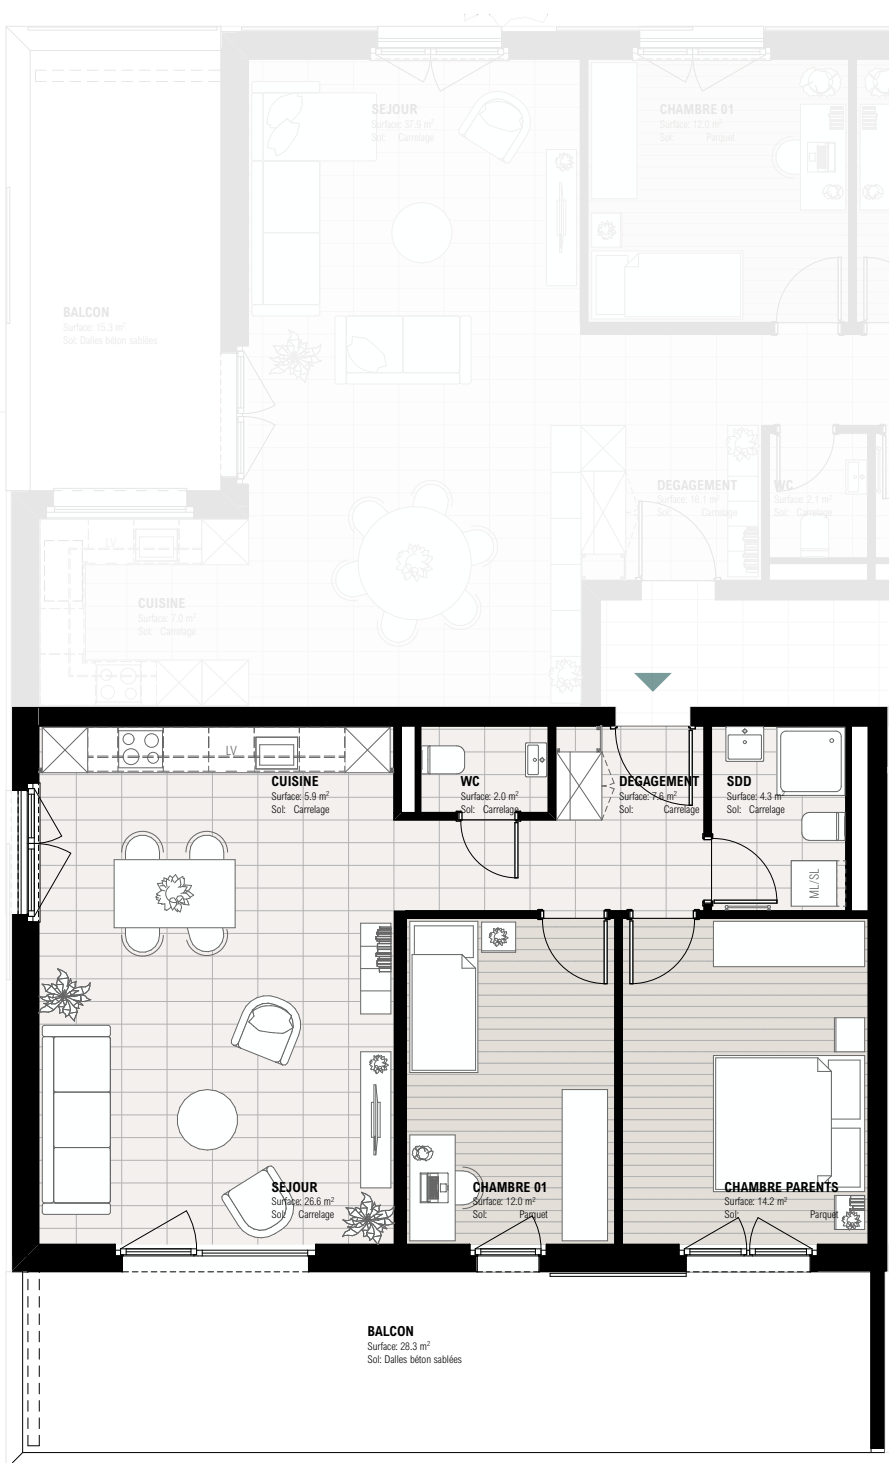 SEJOUR
Surface: 37.8 m²
Sol: Carrelage
CHAMBRE 01
Surface: 12.0 m²
Sol: Parquet
BALCON
Surface: 15.3 m²
Sol: Dalles béton sablées
DEGAGEMENT
Surface: 16.1 m²
Sol: Carrelage
WC
Surface: 2.1 m²
Sol: Carrelage
LV
CUISINE
Surface: 7.0 m²
Sol: Carrelage
LV
CUISINE
Surface: 5.9 m²
Sol: Carrelage
WC
Surface: 2.0 m²
Sol: Carrelage
DEGAGEMENT
Surface: 7.6 m²
Sol: Carrelage
SDD
Surface: 4.3 m²
Sol: Carrelage
ML/SL
SEJOUR
Surface: 26.6 m²
Sol: Carrelage
CHAMBRE 01
Surface: 12.0 m²
Sol: Parquet
CHAMBRE PARENTS
Surface: 14.2 m²
Sol: Parquet
BALCON
Surface: 28.3 m²
Sol: Dalles béton sablées